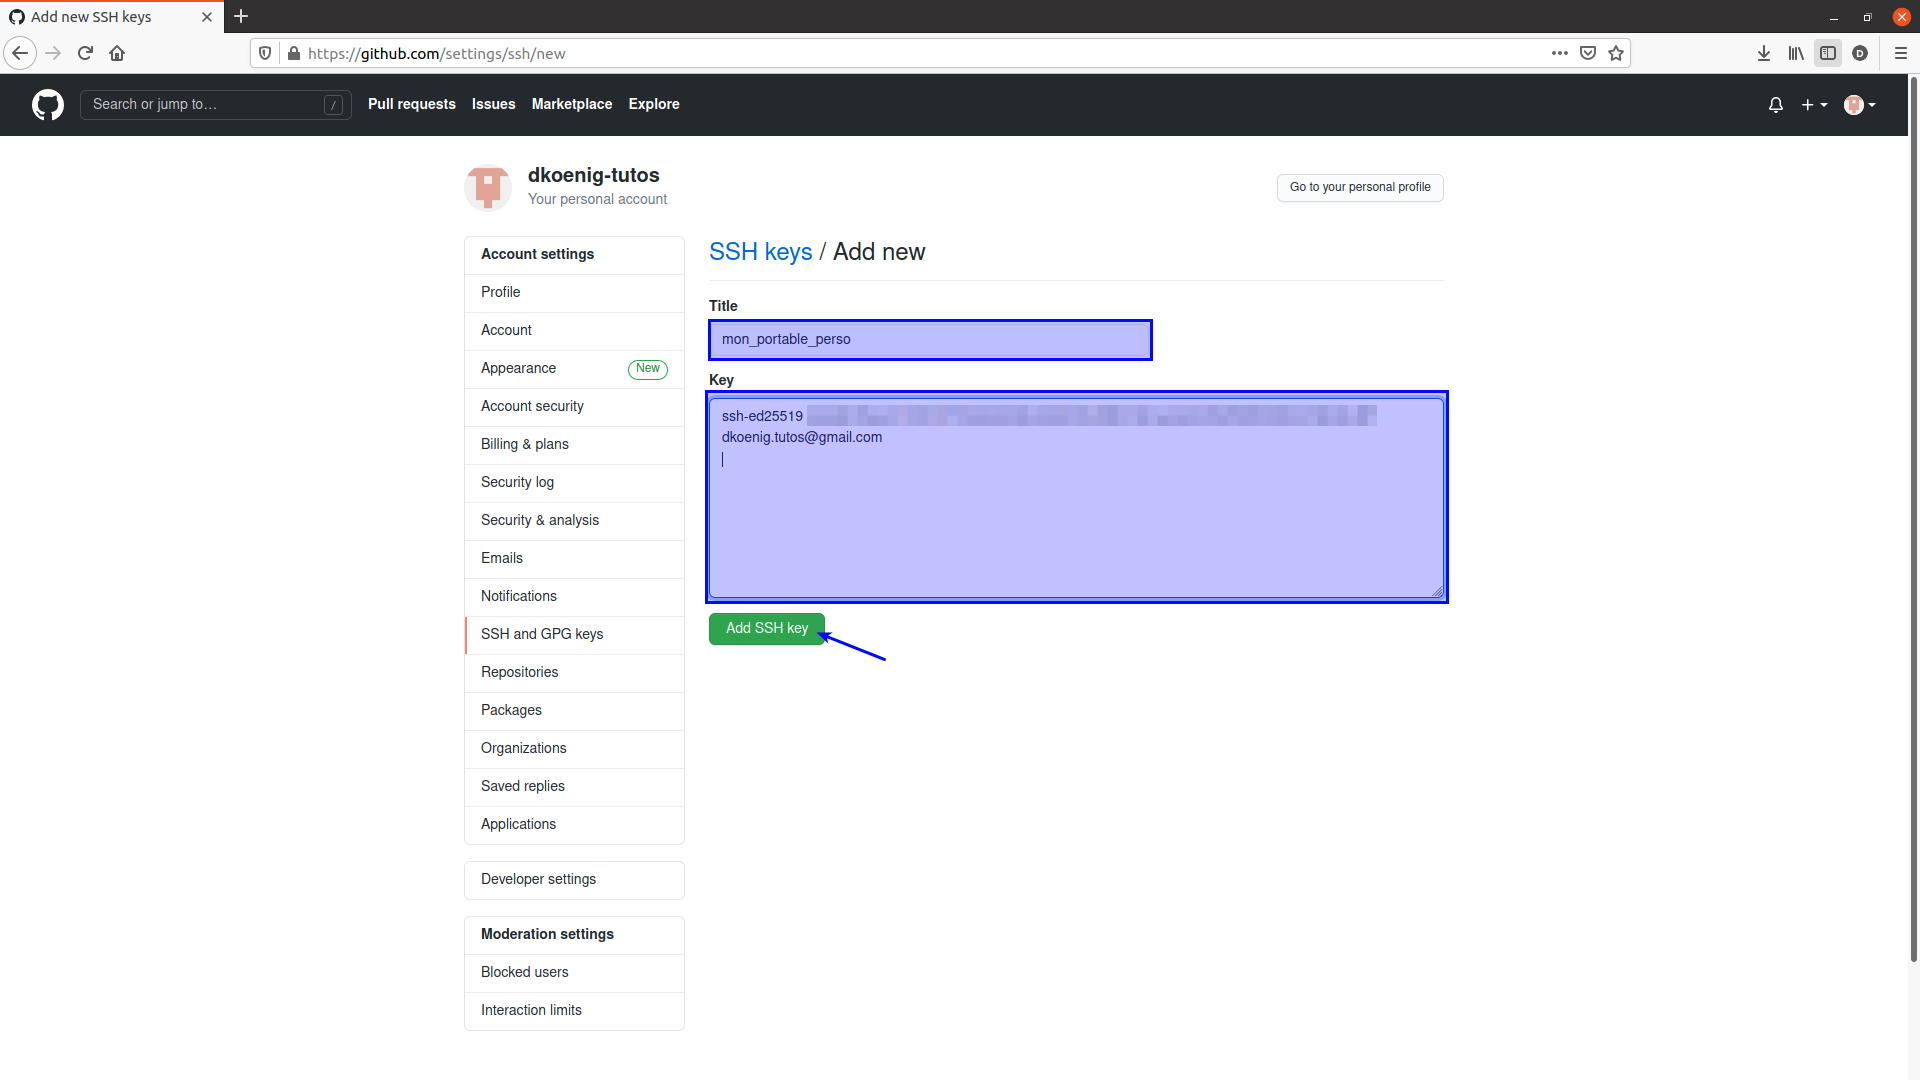 Add new SSH keys
https://github.com/settings/ssh/new
D
Search or jump to…
/
Pull requests
Issues
Marketplace
Explore
dkoenig-tutos
Your personal account
Go to your personal profile
Account settings
Profile
Account
Appearance
New
Account security
Billing & plans
Security log
Security & analysis
Emails
Notifications
SSH and GPG keys
Repositories
Packages
Organizations
Saved replies
Applications
Developer settings
Moderation settings
Blocked users
Interaction limits
SSH keys / Add new
Title
mon_portable_perso
Key
ssh-ed25519
dkoenig.tutos@gmail.com
Add SSH key